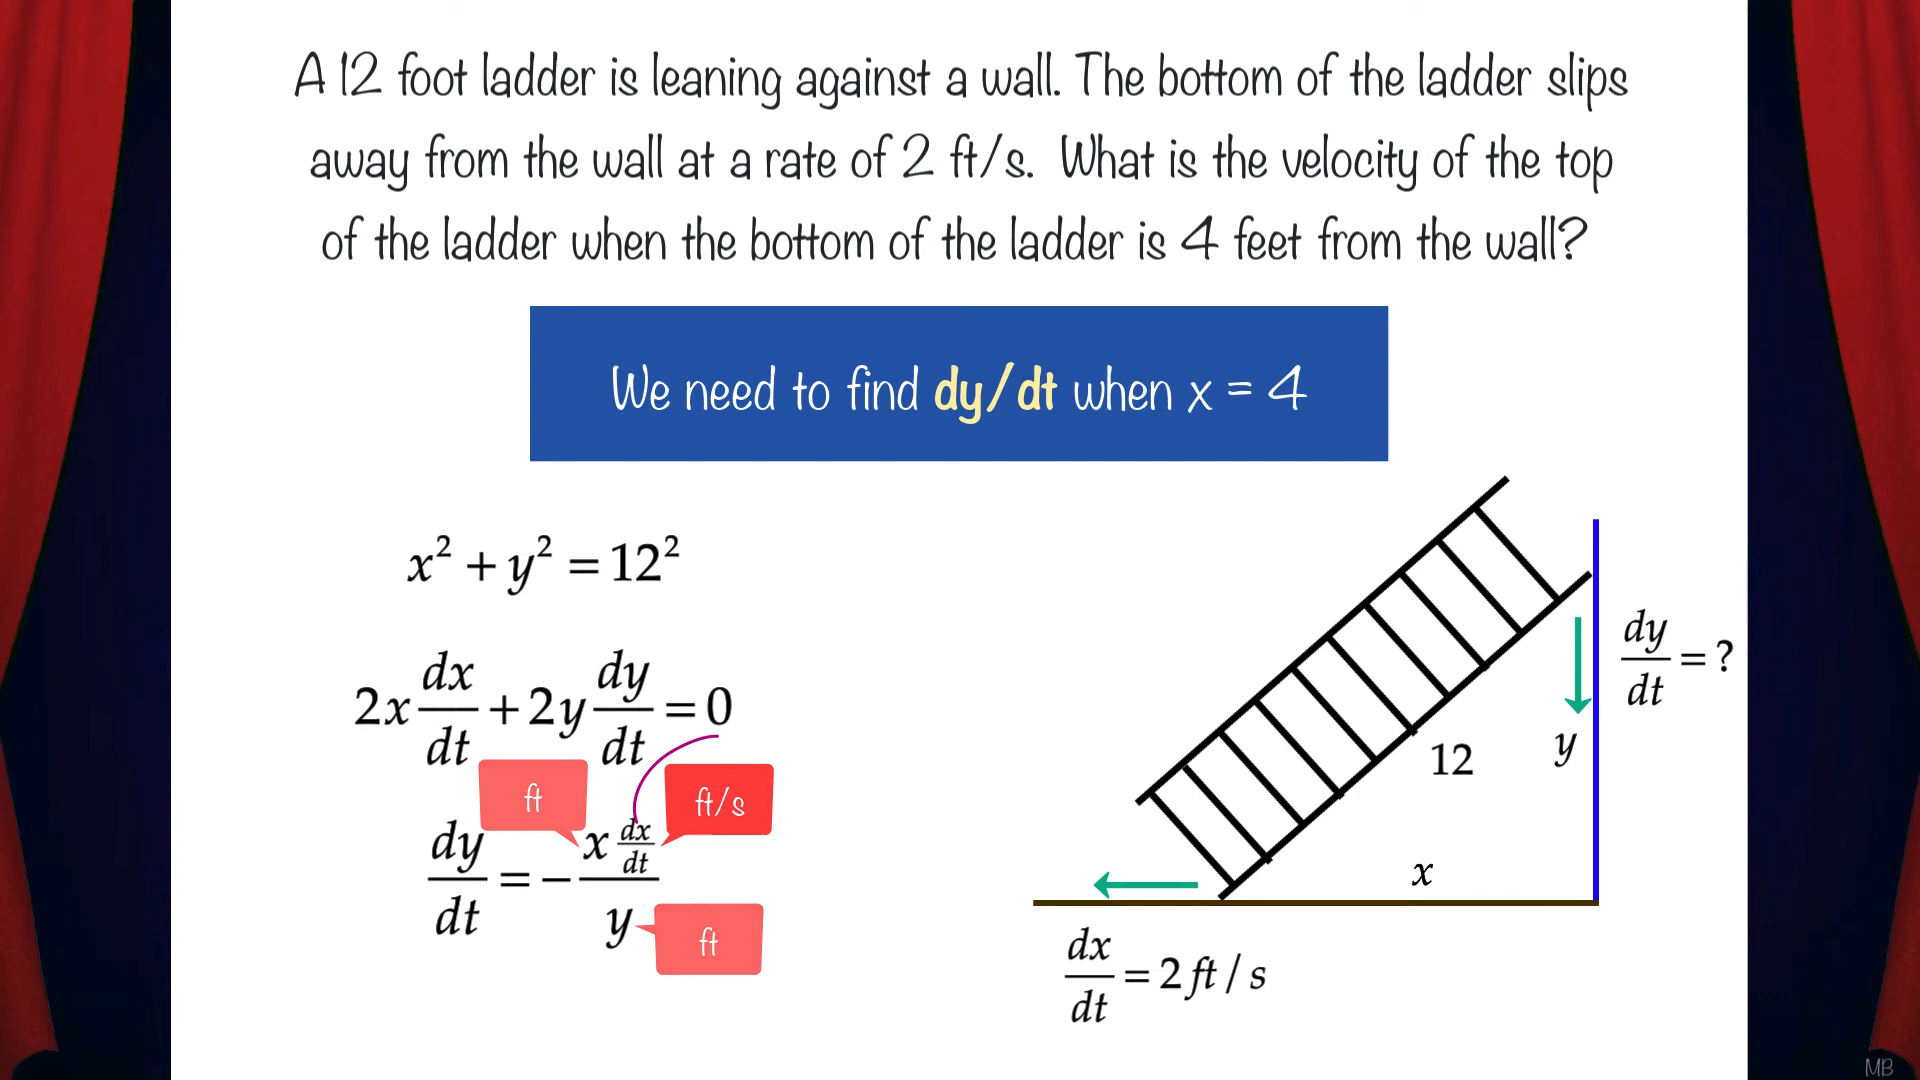 A 12 foot ladder is leaning against a wall. The bottom of the ladder slips
away from the wall at a rate of 2 ft/s. What is the velocity of the top
of the ladder when the bottom of the ladder is 4 feet from the wall?
We need to find dy/dt when x = 4
x² + y² = 12²
2x dx/dt + 2y dy/dt = 0
ft
ft/s
dy/dt = − x dx/dt / y
ft
dy/dt = ?
y
12
x
dx/dt = 2 ft / s
MB